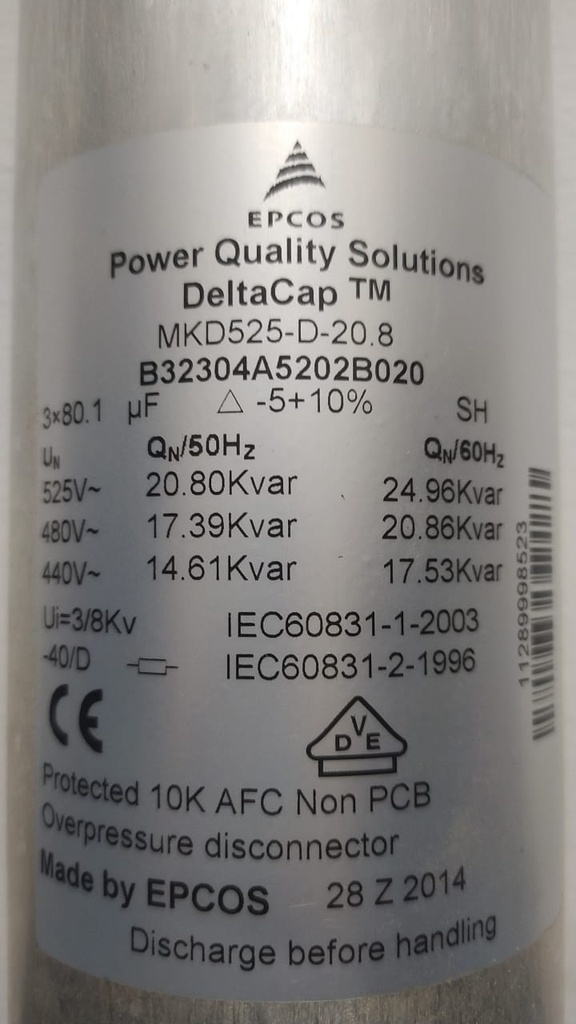 EPCOS
Power Quality Solutions
DeltaCap ™
MKD525-D-20.8
B32304A5202B020
3×80.1 µF △ -5+10% SH
UN QN/50Hz QN/60Hz
525V~ 20.80Kvar 24.96Kvar
480V~ 17.39Kvar 20.86Kvar
440V~ 14.61Kvar 17.53Kvar
Ui=3/8Kv IEC60831-1-2003
-40/D IEC60831-2-1996
112899998523
CE
VDE
Protected 10K AFC Non PCB
Overpressure disconnector
Made by EPCOS 28 Z 2014
Discharge before handling